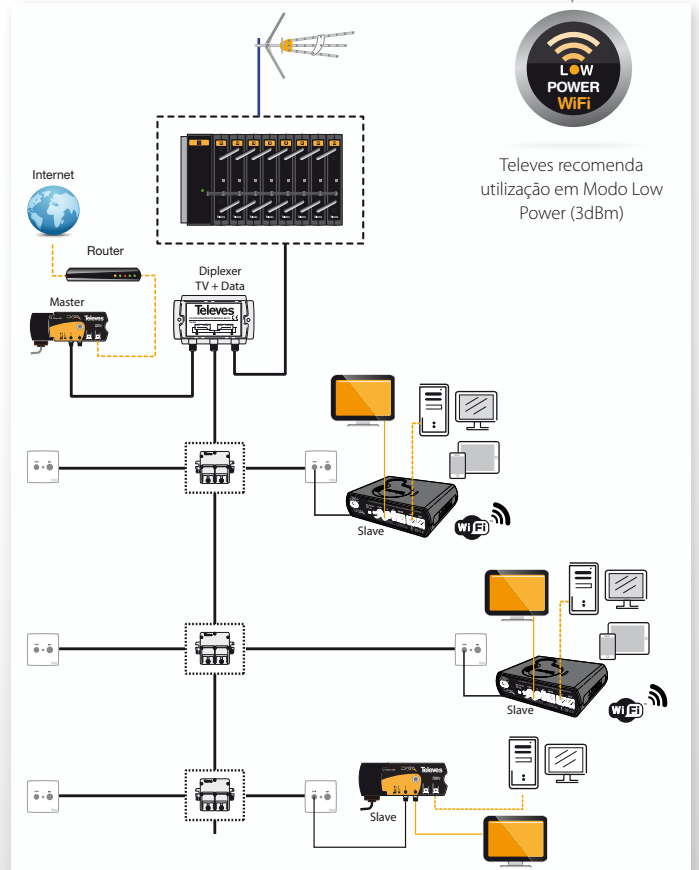 LOW
POWER
WiFi
Televes recomenda
utilização em Modo Low
Power (3dBm)
Internet
Router
Diplexer
TV + Data
Master
Televes
Televes
Slave
WiFi
Slave
WiFi
Televes
Slave